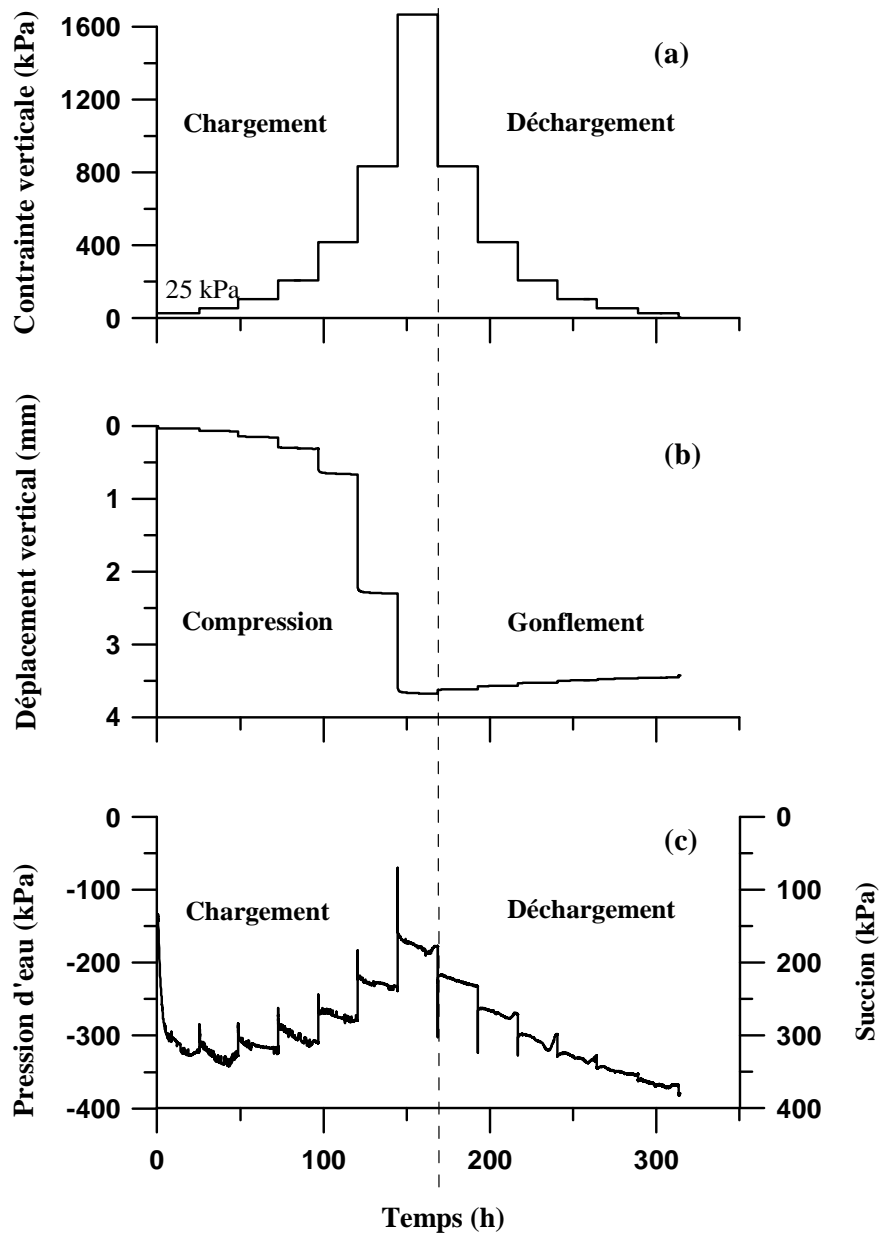 Contrainte verticale (kPa)
1600
1200
800
400
0
(a)
Chargement
Déchargement
25 kPa
Déplacement vertical (mm)
0
1
2
3
4
(b)
Compression
Gonflement
Pression d'eau (kPa)
0
-100
-200
-300
-400
(c)
Chargement
Déchargement
0
100
200
300
400
Succion (kPa)
0
100
200
300
Temps (h)